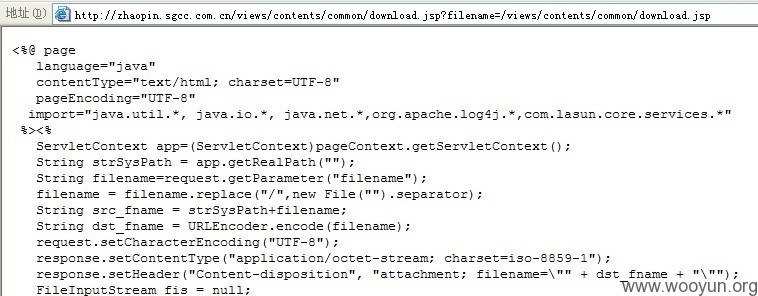 地址(D) http://zhaopin.sgcc.com.cn/views/contents/common/download.jsp?filename=/views/contents/common/download.jsp
<%@ page
language="java"
contentType="text/html; charset=UTF-8"
pageEncoding="UTF-8"
import="java.util.*, java.io.*, java.net.*,org.apache.log4j.*,com.lasun.core.services.*"
%><%
ServletContext app=(ServletContext)pageContext.getServletContext();
String strSysPath = app.getRealPath("");
String filename=request.getParameter("filename");
filename = filename.replace("/",new File("").separator);
String src_fname = strSysPath+filename;
String dst_fname = URLEncoder.encode(filename);
request.setCharacterEncoding("UTF-8");
response.setContentType("application/octet-stream; charset=iso-8859-1");
response.setHeader("Content-disposition", "attachment; filename=\"" + dst_fname + "\"");
FileInputStream fis = null;
www.wooyun.org